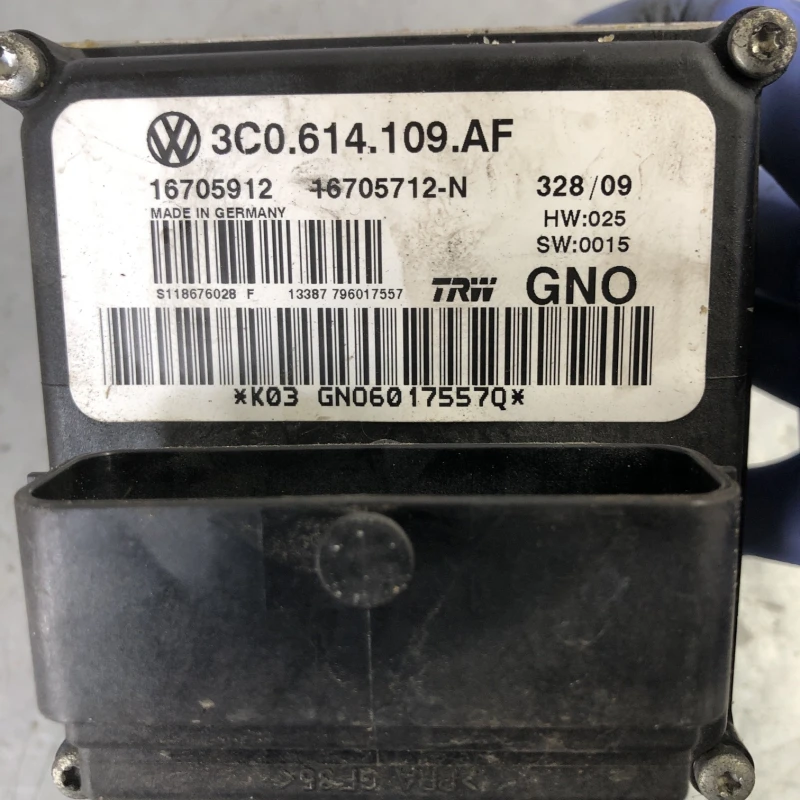 3C0.614.109.AF
16705912 16705712-N 328/09
MADE IN GERMANY HW:025
SW:0015
S118676028 F 13387 796017557 TRW GNO
*K03 GNO6017557Q*